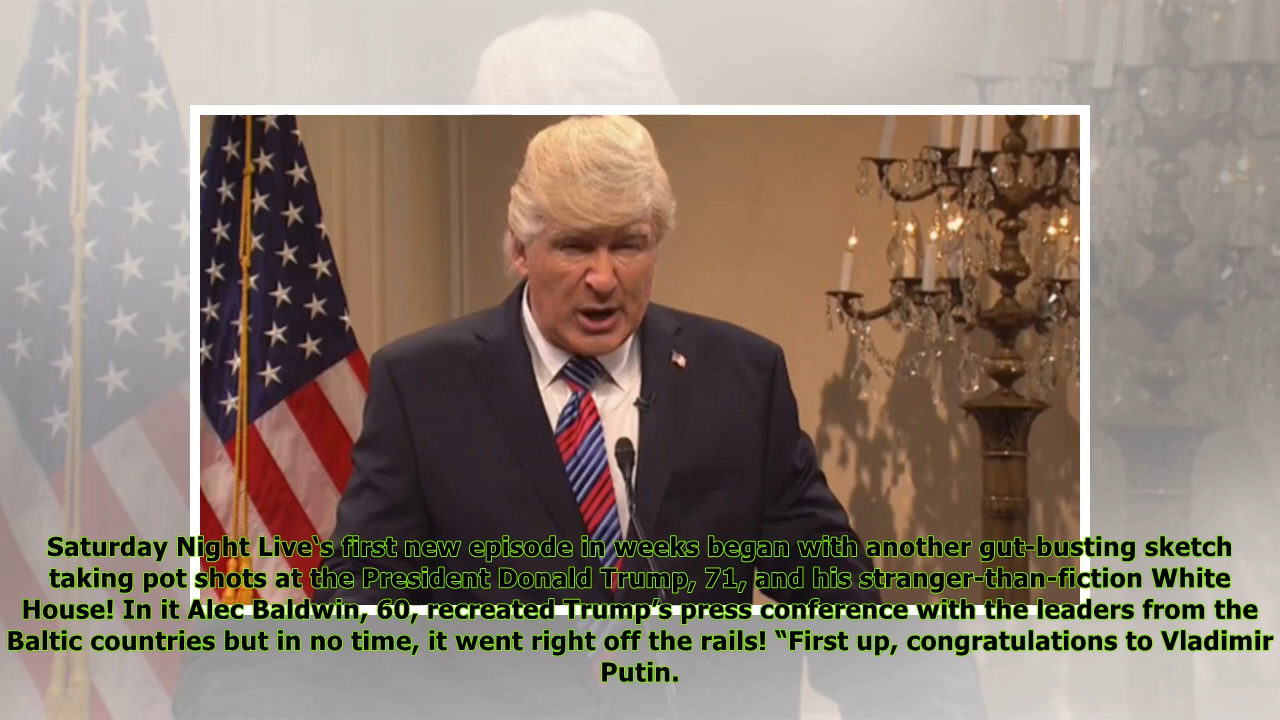 Saturday Night Live‘s first new episode in weeks began with another gut-busting sketch
taking pot shots at the President Donald Trump, 71, and his stranger-than-fiction White
House! In it Alec Baldwin, 60, recreated Trump’s press conference with the leaders from the
Baltic countries but in no time, it went right off the rails! “First up, congratulations to Vladimir
Putin.